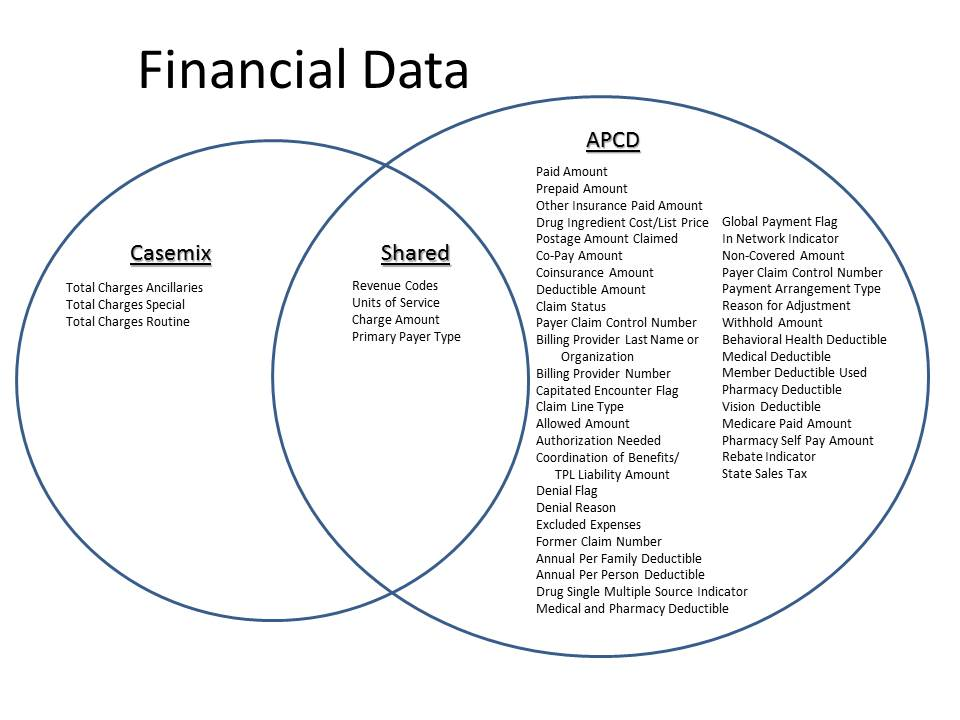 Financial Data
Casemix
Total Charges Ancillaries
Total Charges Special
Total Charges Routine
Shared
Revenue Codes
Units of Service
Charge Amount
Primary Payer Type
APCD
Paid Amount
Prepaid Amount
Other Insurance Paid Amount
Drug Ingredient Cost/List Price
Postage Amount Claimed
Co-Pay Amount
Coinsurance Amount
Deductible Amount
Claim Status
Payer Claim Control Number
Billing Provider Last Name or
Organization
Billing Provider Number
Capitated Encounter Flag
Claim Line Type
Allowed Amount
Authorization Needed
Coordination of Benefits/
TPL Liability Amount
Denial Flag
Denial Reason
Excluded Expenses
Former Claim Number
Annual Per Family Deductible
Annual Per Person Deductible
Drug Single Multiple Source Indicator
Medical and Pharmacy Deductible
Global Payment Flag
In Network Indicator
Non-Covered Amount
Payer Claim Control Number
Payment Arrangement Type
Reason for Adjustment
Withhold Amount
Behavioral Health Deductible
Medical Deductible
Member Deductible Used
Pharmacy Deductible
Vision Deductible
Medicare Paid Amount
Pharmacy Self Pay Amount
Rebate Indicator
State Sales Tax